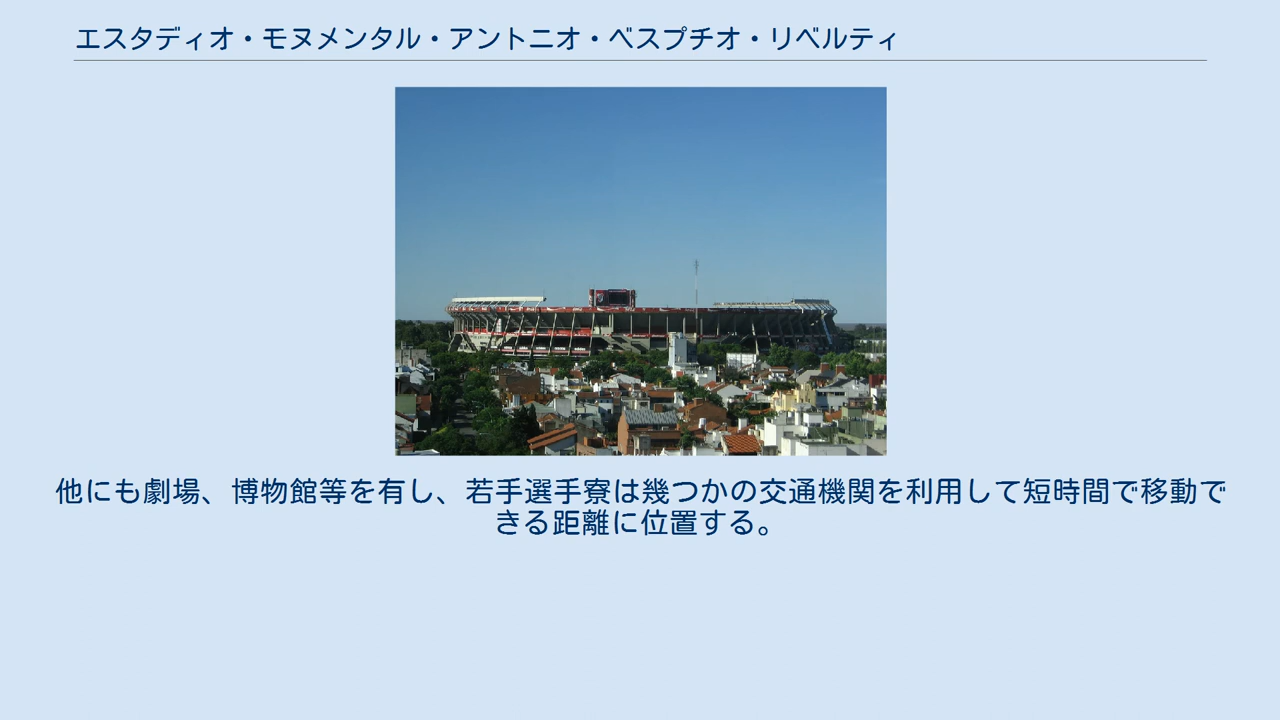 エスタディオ・モヌメンタル・アントニオ・ベスプチオ・リベルティ
他にも劇場、博物館等を有し、若手選手寮は幾つかの交通機関を利用して短時間で移動で
きる距離に位置する。